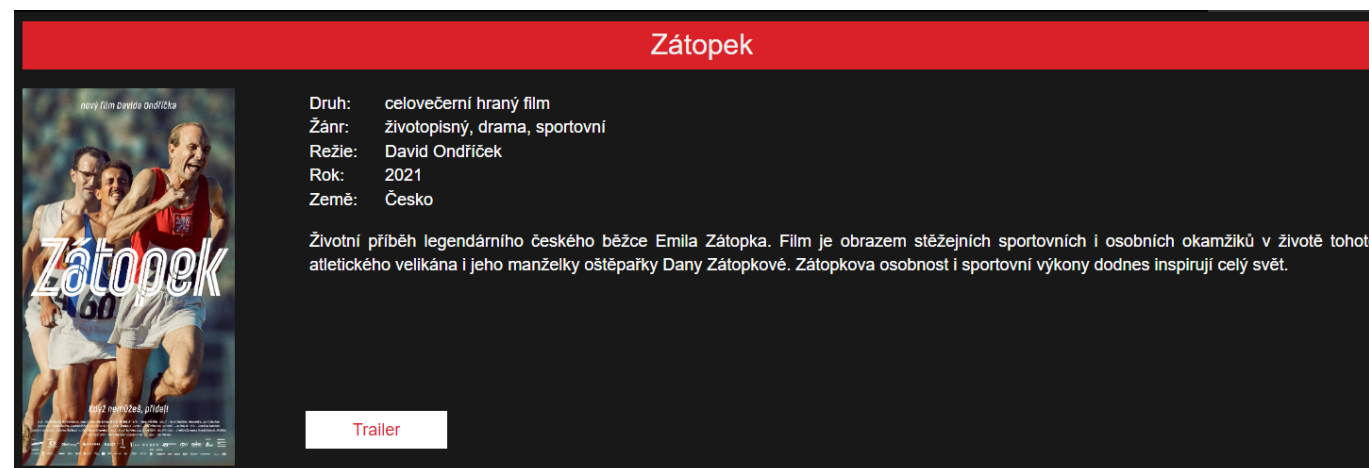 Zátopek
nový film Davida Ondříčka
Zátopek
Když nemůžeš, přidej!
Druh: celovečerní hraný film
Žánr: životopisný, drama, sportovní
Režie: David Ondříček
Rok: 2021
Země: Česko
Životní příběh legendárního českého běžce Emila Zátopka. Film je obrazem stěžejních sportovních i osobních okamžiků v životě tohoto
atletického velikána i jeho manželky oštěpařky Dany Zátopkové. Zátopkova osobnost i sportovní výkony dodnes inspirují celý svět.
Trailer